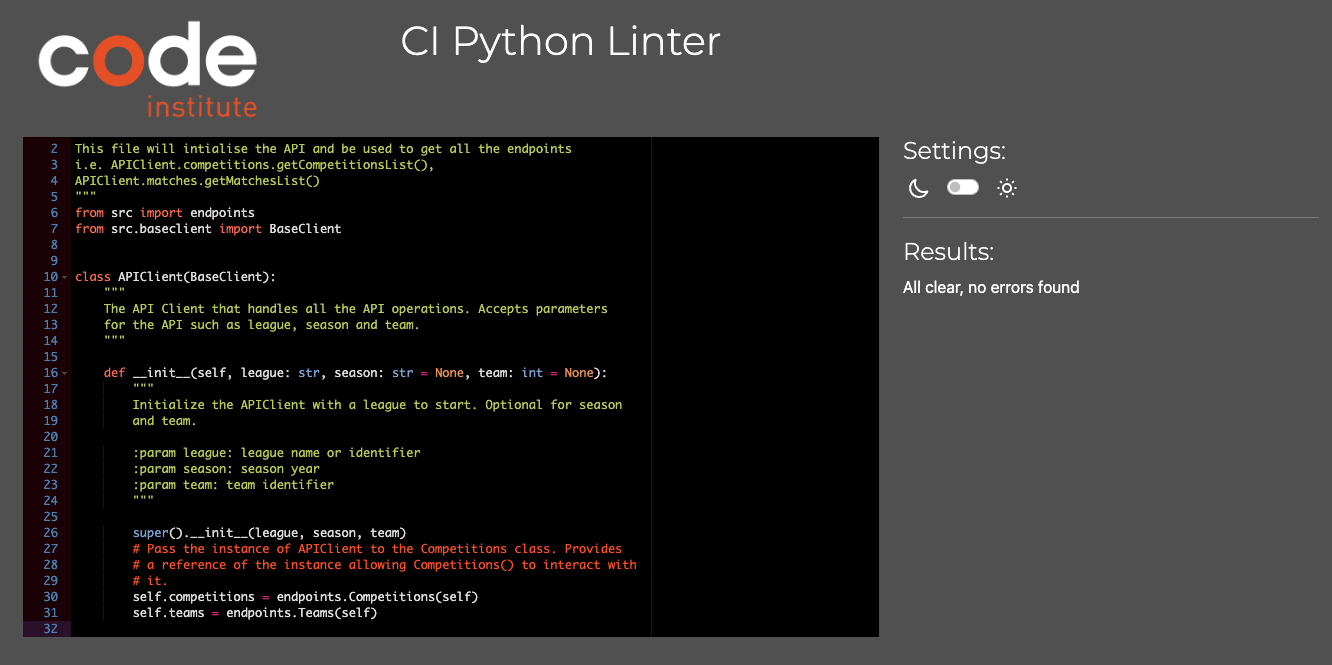 code
institute
CI Python Linter
2 This file will intialise the API and be used to get all the endpoints
3 i.e. APIClient.competitions.getCompetitionsList(),
4 APIClient.matches.getMatchesList()
5 """
6 from src import endpoints
7 from src.baseclient import BaseClient
8
9
10 class APIClient(BaseClient):
11     """
12     The API Client that handles all the API operations. Accepts parameters
13     for the API such as league, season and team.
14     """
15
16     def __init__(self, league: str, season: str = None, team: int = None):
17         """
18         Initialize the APIClient with a league to start. Optional for season
19         and team.
20
21         :param league: league name or identifier
22         :param season: season year
23         :param team: team identifier
24         """
25
26         super().__init__(league, season, team)
27         # Pass the instance of APIClient to the Competitions class. Provides
28         # a reference of the instance allowing Competitions() to interact with
29         # it.
30         self.competitions = endpoints.Competitions(self)
31         self.teams = endpoints.Teams(self)
32
Settings:
Results:
All clear, no errors found